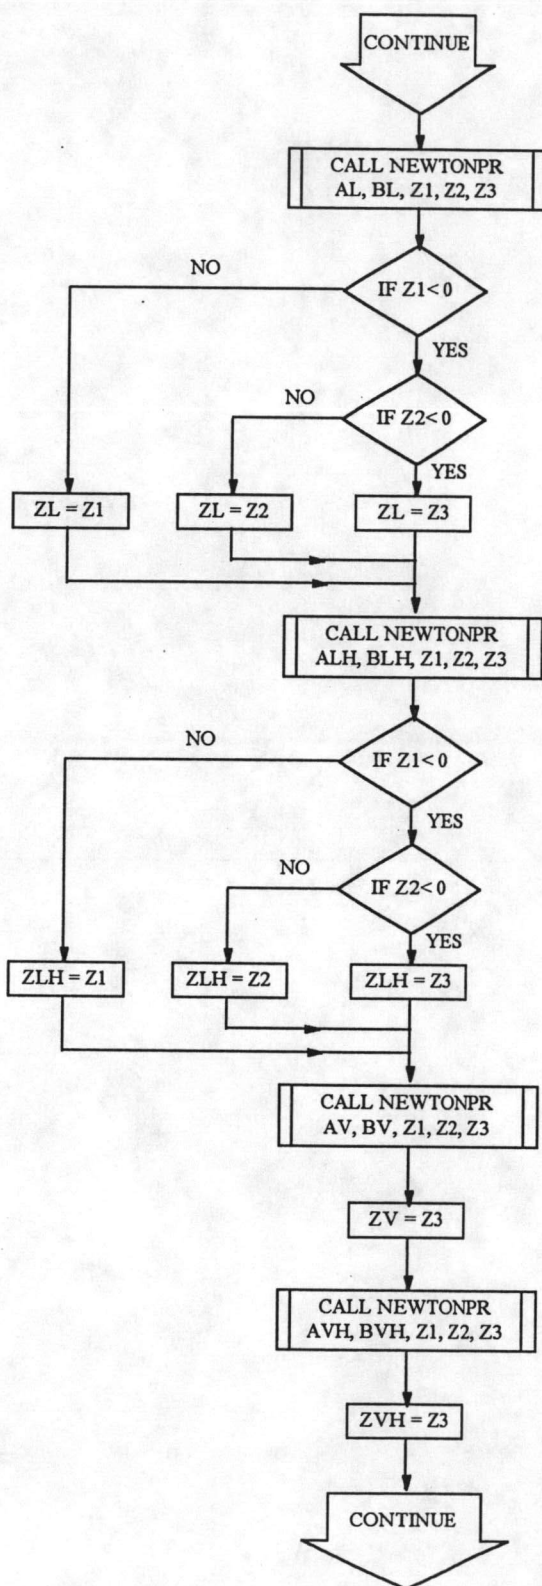 CONTINUE
CALL NEWTONPR
AL, BL, Z1, Z2, Z3
NO
IF Z1< 0
YES
NO
IF Z2< 0
YES
ZL = Z1
ZL = Z2
ZL = Z3
CALL NEWTONPR
ALH, BLH, Z1, Z2, Z3
NO
IF Z1< 0
YES
NO
IF Z2< 0
YES
ZLH = Z1
ZLH = Z2
ZLH = Z3
CALL NEWTONPR
AV, BV, Z1, Z2, Z3
ZV = Z3
CALL NEWTONPR
AVH, BVH, Z1, Z2, Z3
ZVH = Z3
CONTINUE